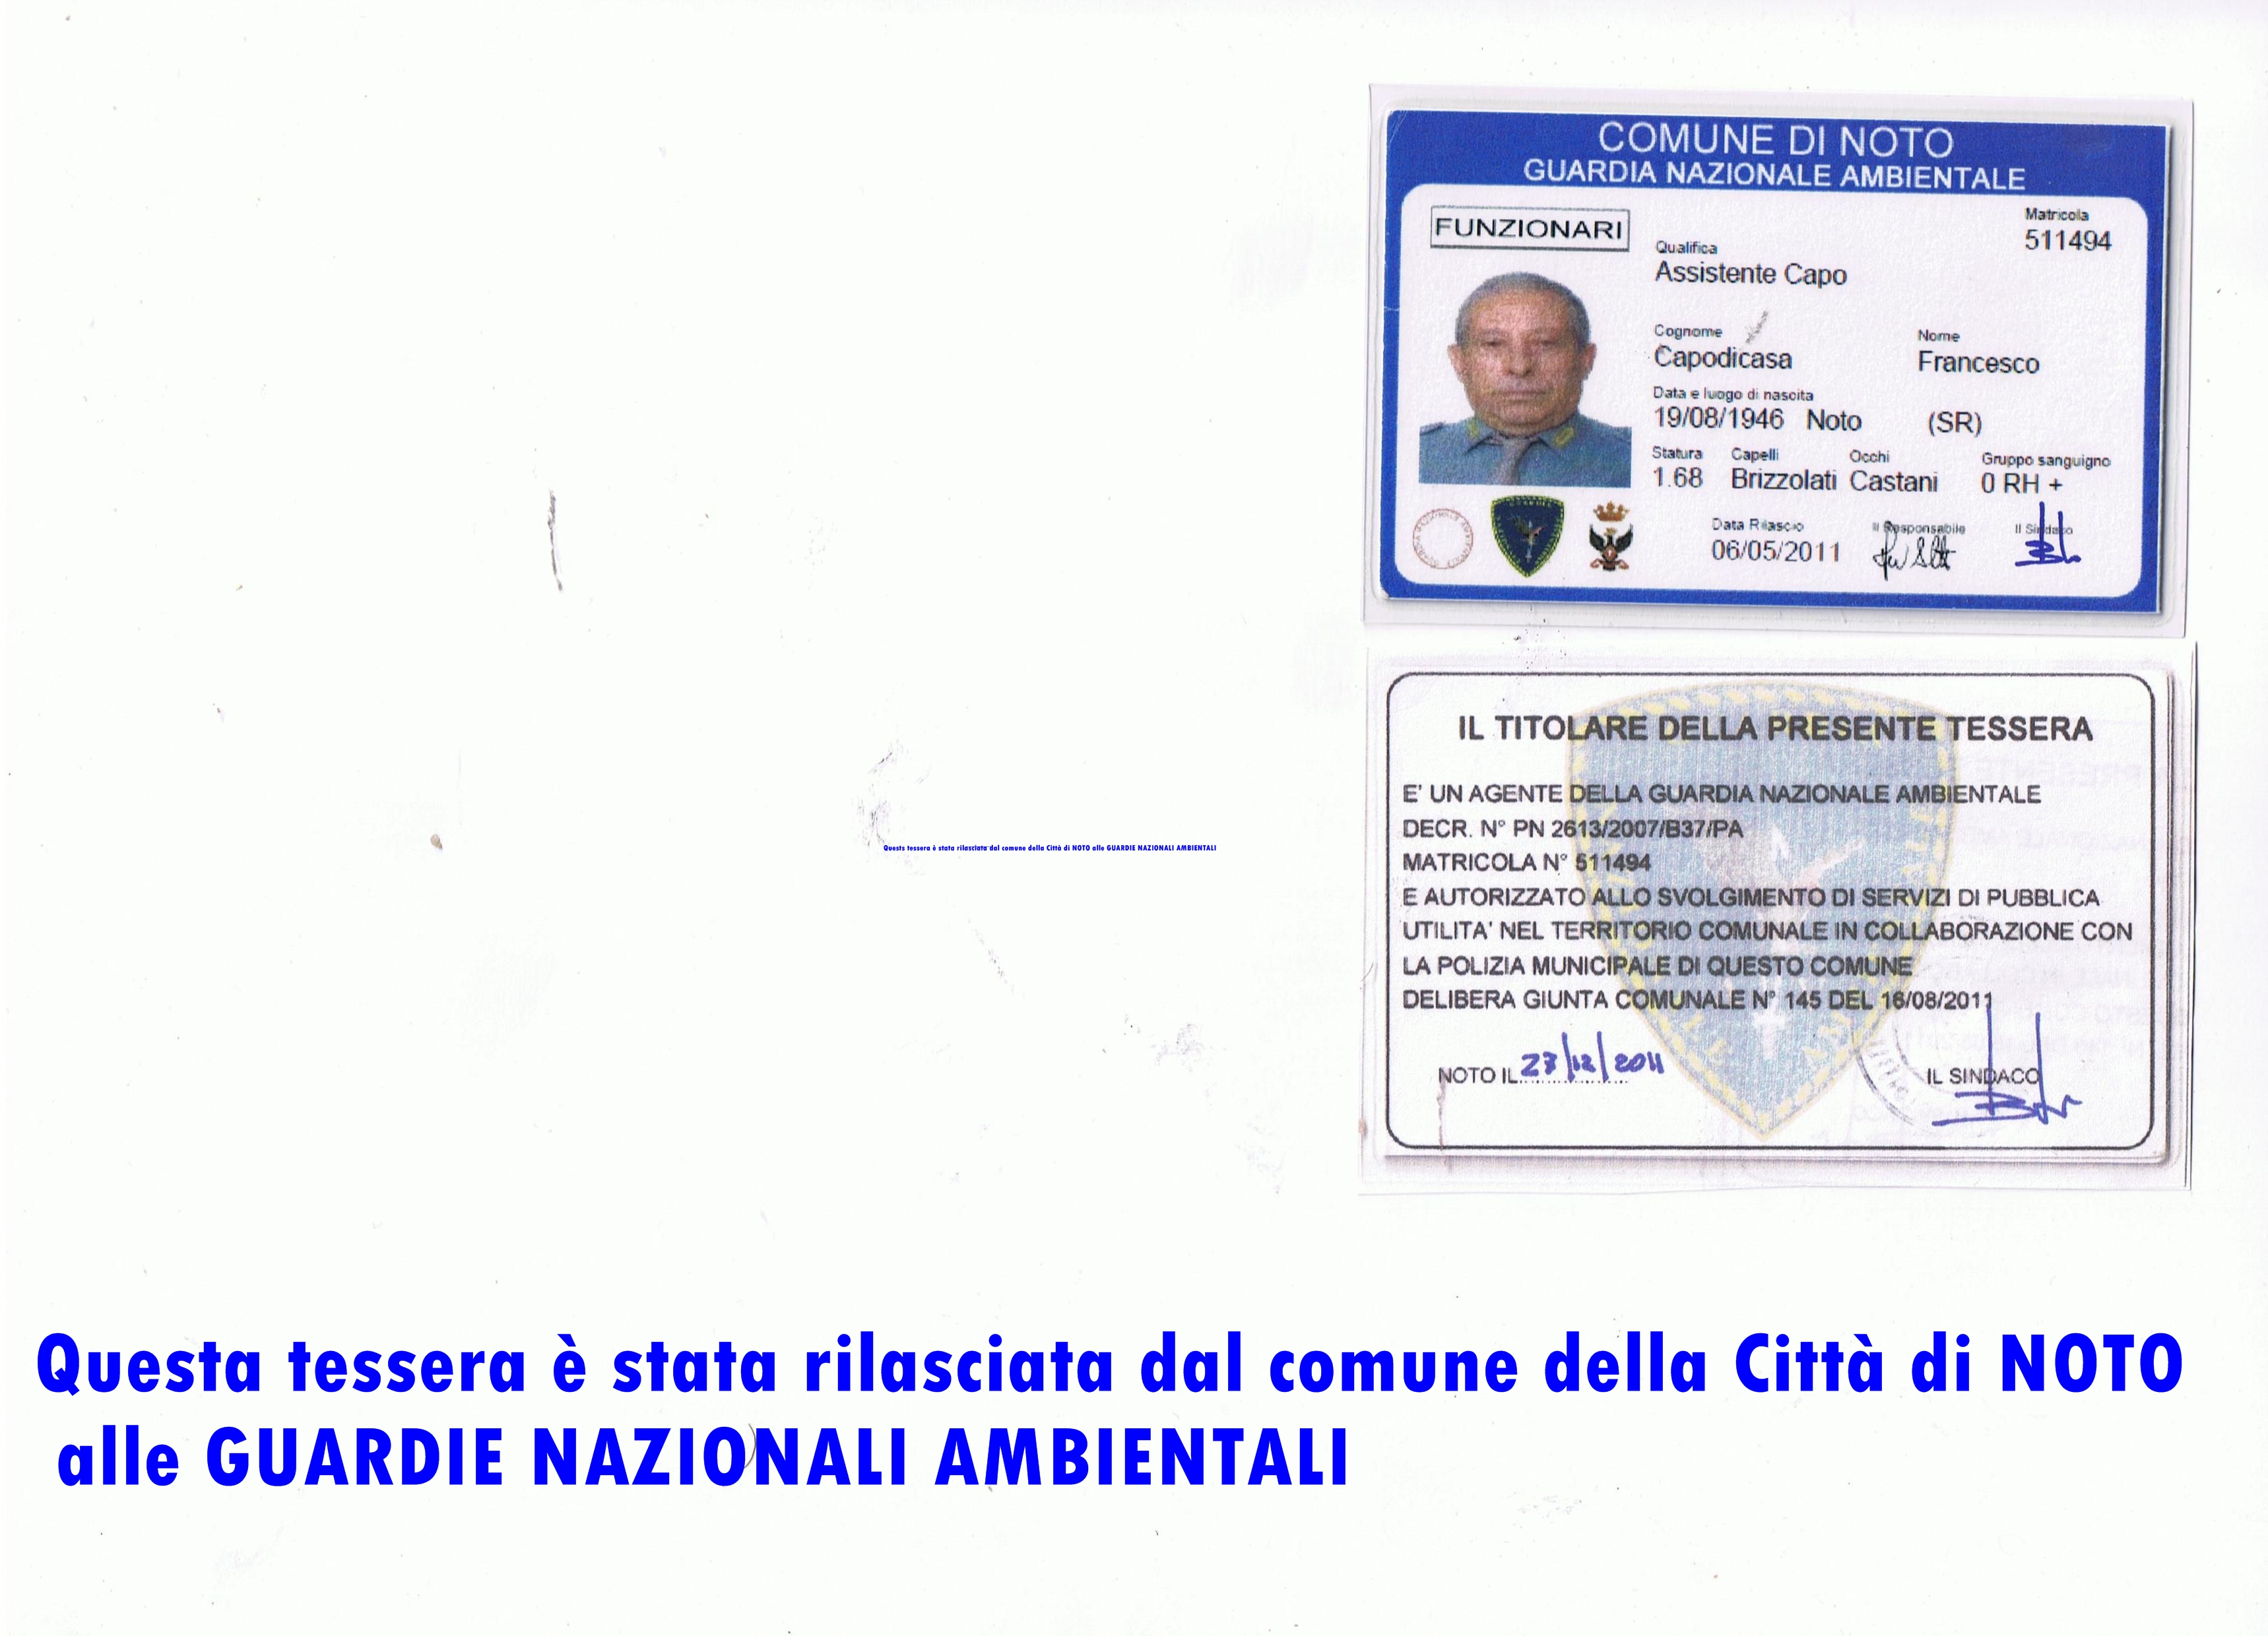 COMUNE DI NOTO
GUARDIA NAZIONALE AMBIENTALE
FUNZIONARI
Matricola
511494
Qualifica
Assistente Capo
Cognome Nome
Capodicasa Francesco
Data e luogo di nascita
19/08/1946 Noto (SR)
Statura Capelli Occhi Gruppo sanguigno
1.68 Brizzolati Castani 0 RH +
Data Rilascio Il Responsabile Il Sindaco
06/05/2011
IL TITOLARE DELLA PRESENTE TESSERA
E' UN AGENTE DELLA GUARDIA NAZIONALE AMBIENTALE
DECR. N° PN 2613/2007/B37/PA
MATRICOLA N° 511494
E AUTORIZZATO ALLO SVOLGIMENTO DI SERVIZI DI PUBBLICA
UTILITA' NEL TERRITORIO COMUNALE IN COLLABORAZIONE CON
LA POLIZIA MUNICIPALE DI QUESTO COMUNE
DELIBERA GIUNTA COMUNALE N° 145 DEL 16/08/2011
NOTO IL 27/12/2011 IL SINDACO
Questa tessera è stata rilasciata dal comune della Città di NOTO alle GUARDIE NAZIONALI AMBIENTALI
Questa tessera è stata rilasciata dal comune della Città di NOTO
alle GUARDIE NAZIONALI AMBIENTALI